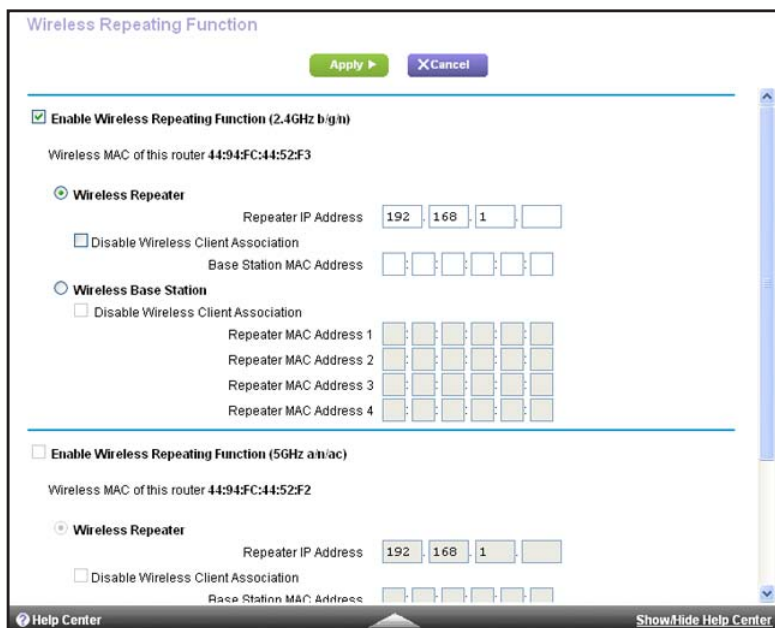 Wireless Repeating Function
Apply
XCancel
Enable Wireless Repeating Function (2.4GHz b/g/n)
Wireless MAC of this router 44:94:FC:44:52:F3
Wireless Repeater
Repeater IP Address 192 . 168 . 1 .
Disable Wireless Client Association
Base Station MAC Address : : : : :
Wireless Base Station
Disable Wireless Client Association
Repeater MAC Address 1 : : : : :
Repeater MAC Address 2 : : : : :
Repeater MAC Address 3 : : : : :
Repeater MAC Address 4 : : : : :
Enable Wireless Repeating Function (5GHz a/n/ac)
Wireless MAC of this router 44:94:FC:44:52:F2
Wireless Repeater
Repeater IP Address 192 . 168 . 1 .
Disable Wireless Client Association
Base Station MAC Address : : : : :
Help Center
Show/Hide Help Center